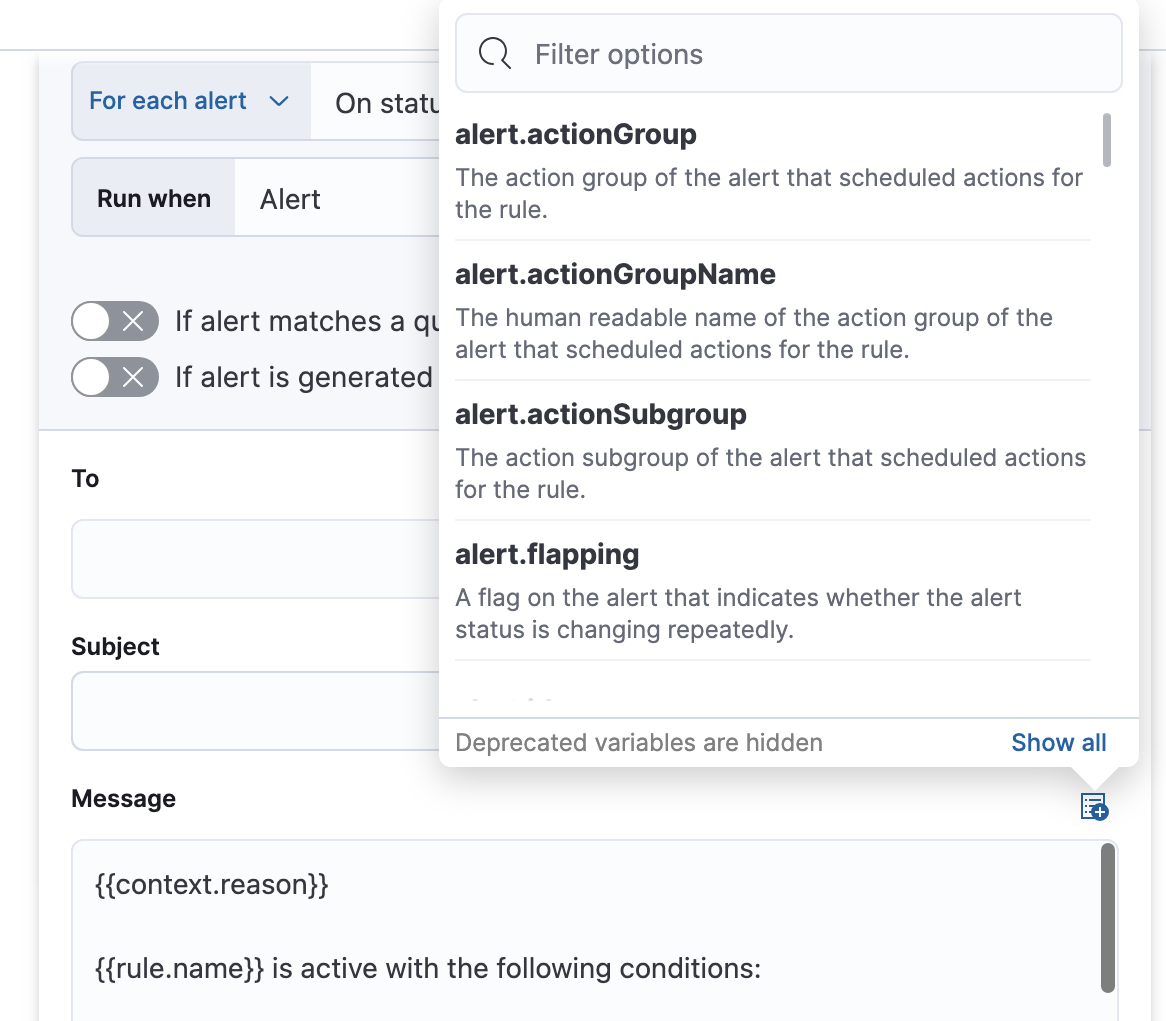 Filter options
For each alert
On statu
alert.actionGroup
The action group of the alert that scheduled actions for
the rule.
Run when
Alert
alert.actionGroupName
The human readable name of the action group of the
alert that scheduled actions for the rule.
If alert matches a qu
If alert is generated
alert.actionSubgroup
The action subgroup of the alert that scheduled actions
for the rule.
To
alert.flapping
A flag on the alert that indicates whether the alert
status is changing repeatedly.
Subject
Deprecated variables are hidden
Show all
Message
{{context.reason}}
{{rule.name}} is active with the following conditions: